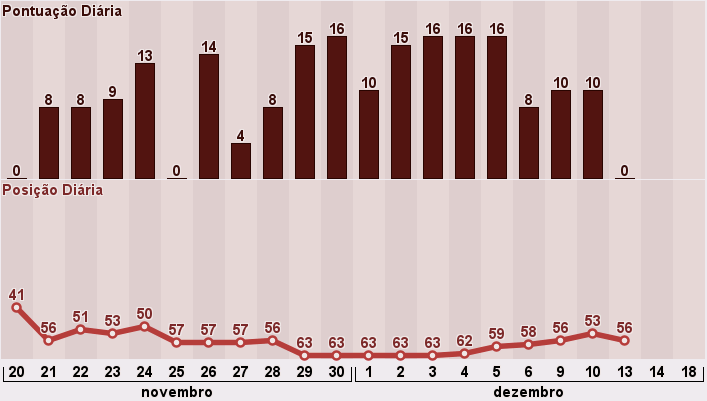 Pontuação Diária
0 8 8 9 13 0 14 4 8 15 16 10 15 16 16 16 8 10 10 0
Posição Diária
41 56 51 53 50 57 57 57 56 63 63 63 63 63 62 59 58 56 53 56
20 21 22 23 24 25 26 27 28 29 30 1 2 3 4 5 6 9 10 13 14 18
novembro dezembro